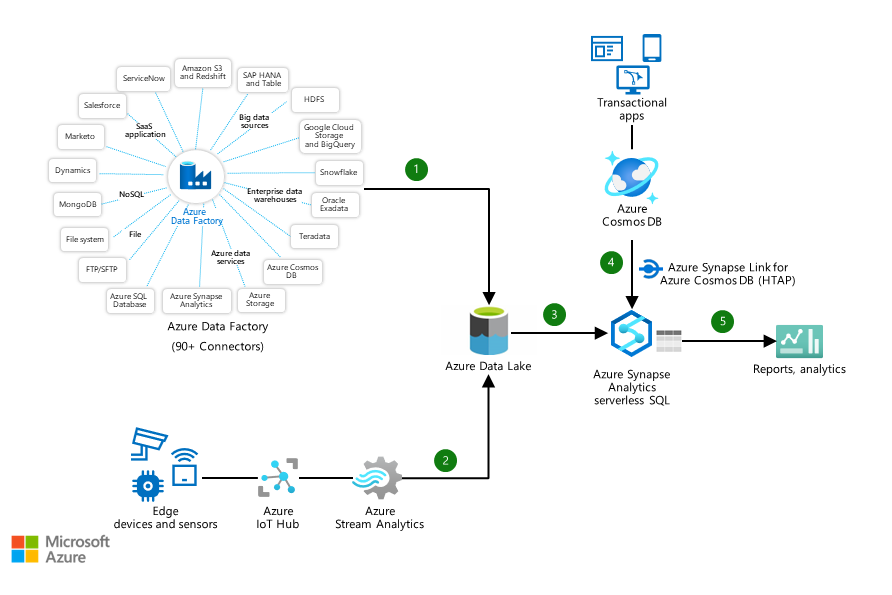 Amazon S3
and Redshift
ServiceNow
SAP HANA
and Table
Salesforce
HDFS
SaaS
application
Big data
sources
Marketo
Google Cloud
Storage
and BigQuery
Dynamics
Snowflake
NoSQL
Enterprise data
warehouses
MongoDB
Oracle
Exadata
Azure
Data Factory
File system
File
Teradata
Azure data
services
FTP/SFTP
Azure Cosmos
DB
Azure SQL
Database
Azure Synapse
Analytics
Azure
Storage
Azure Data Factory
(90+ Connectors)
1
Transactional
apps
Azure
Cosmos DB
4
Azure Synapse Link for
Azure Cosmos DB (HTAP)
3
5
Azure Data Lake
Azure Synapse
Analytics
serverless SQL
Reports, analytics
2
Edge
devices and sensors
Azure
IoT Hub
Azure
Stream Analytics
Microsoft
Azure